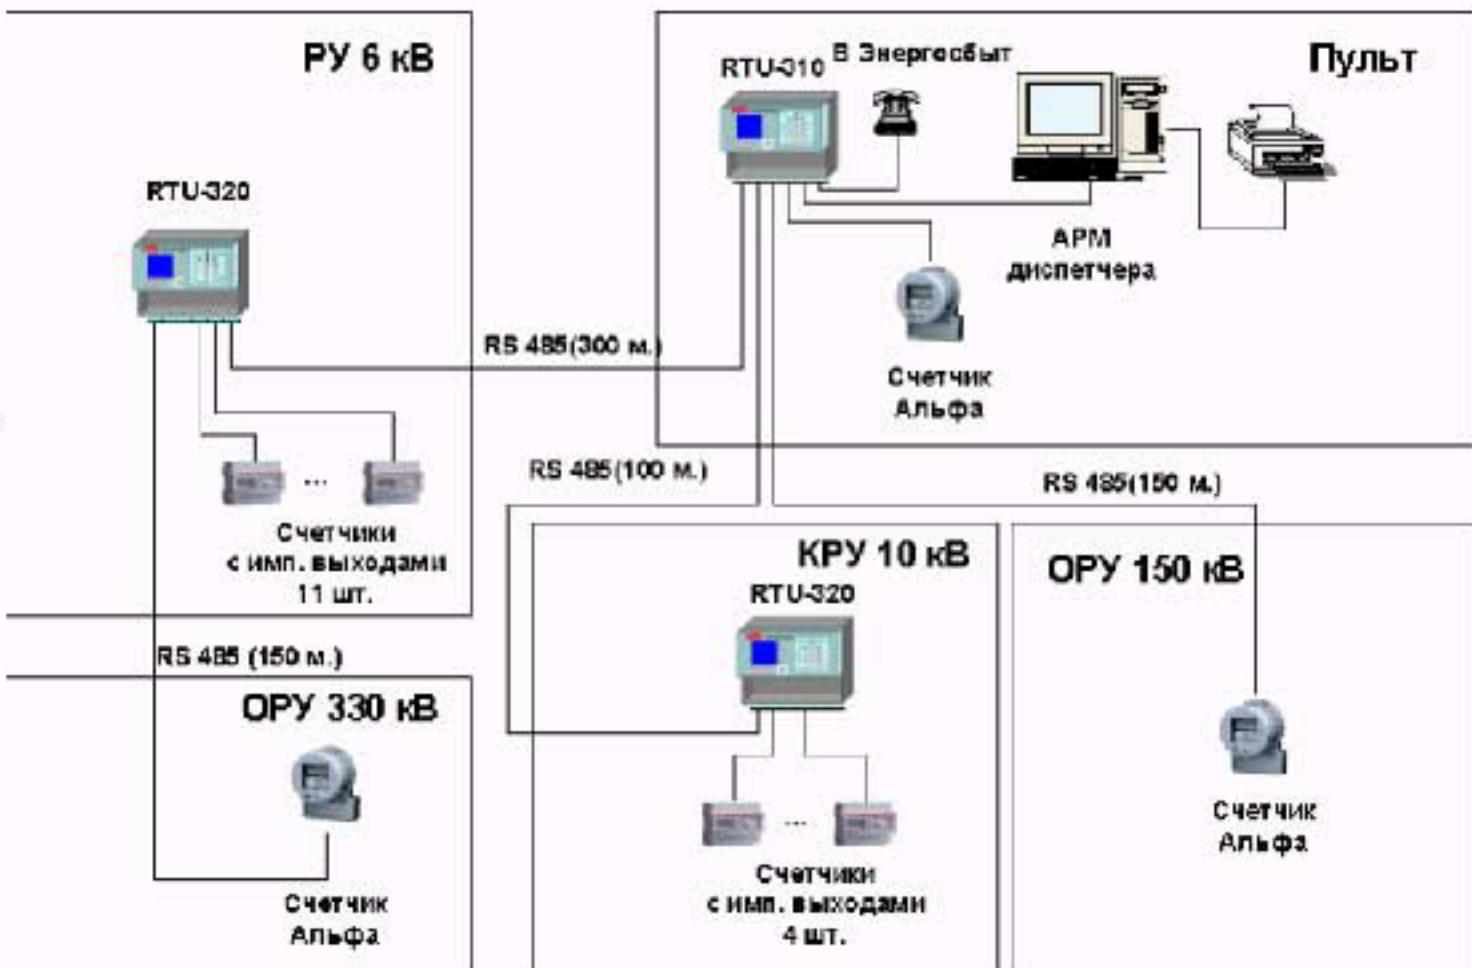 РУ 6 кВ
RTU-320
RS 485(300 м.)
Счетчики
с имп. выходами
11 шт.
RTU-310
В Энергосбыт
Пульт
АРМ
диспетчера
Счетчик
Альфа
RS 485(100 м.)
RS 485(150 м.)
RS 485 (150 м.)
ОРУ 330 кВ
Счетчик
Альфа
КРУ 10 кВ
RTU-320
Счетчики
с имп. выходами
4 шт.
ОРУ 150 кВ
Счетчик
Альфа